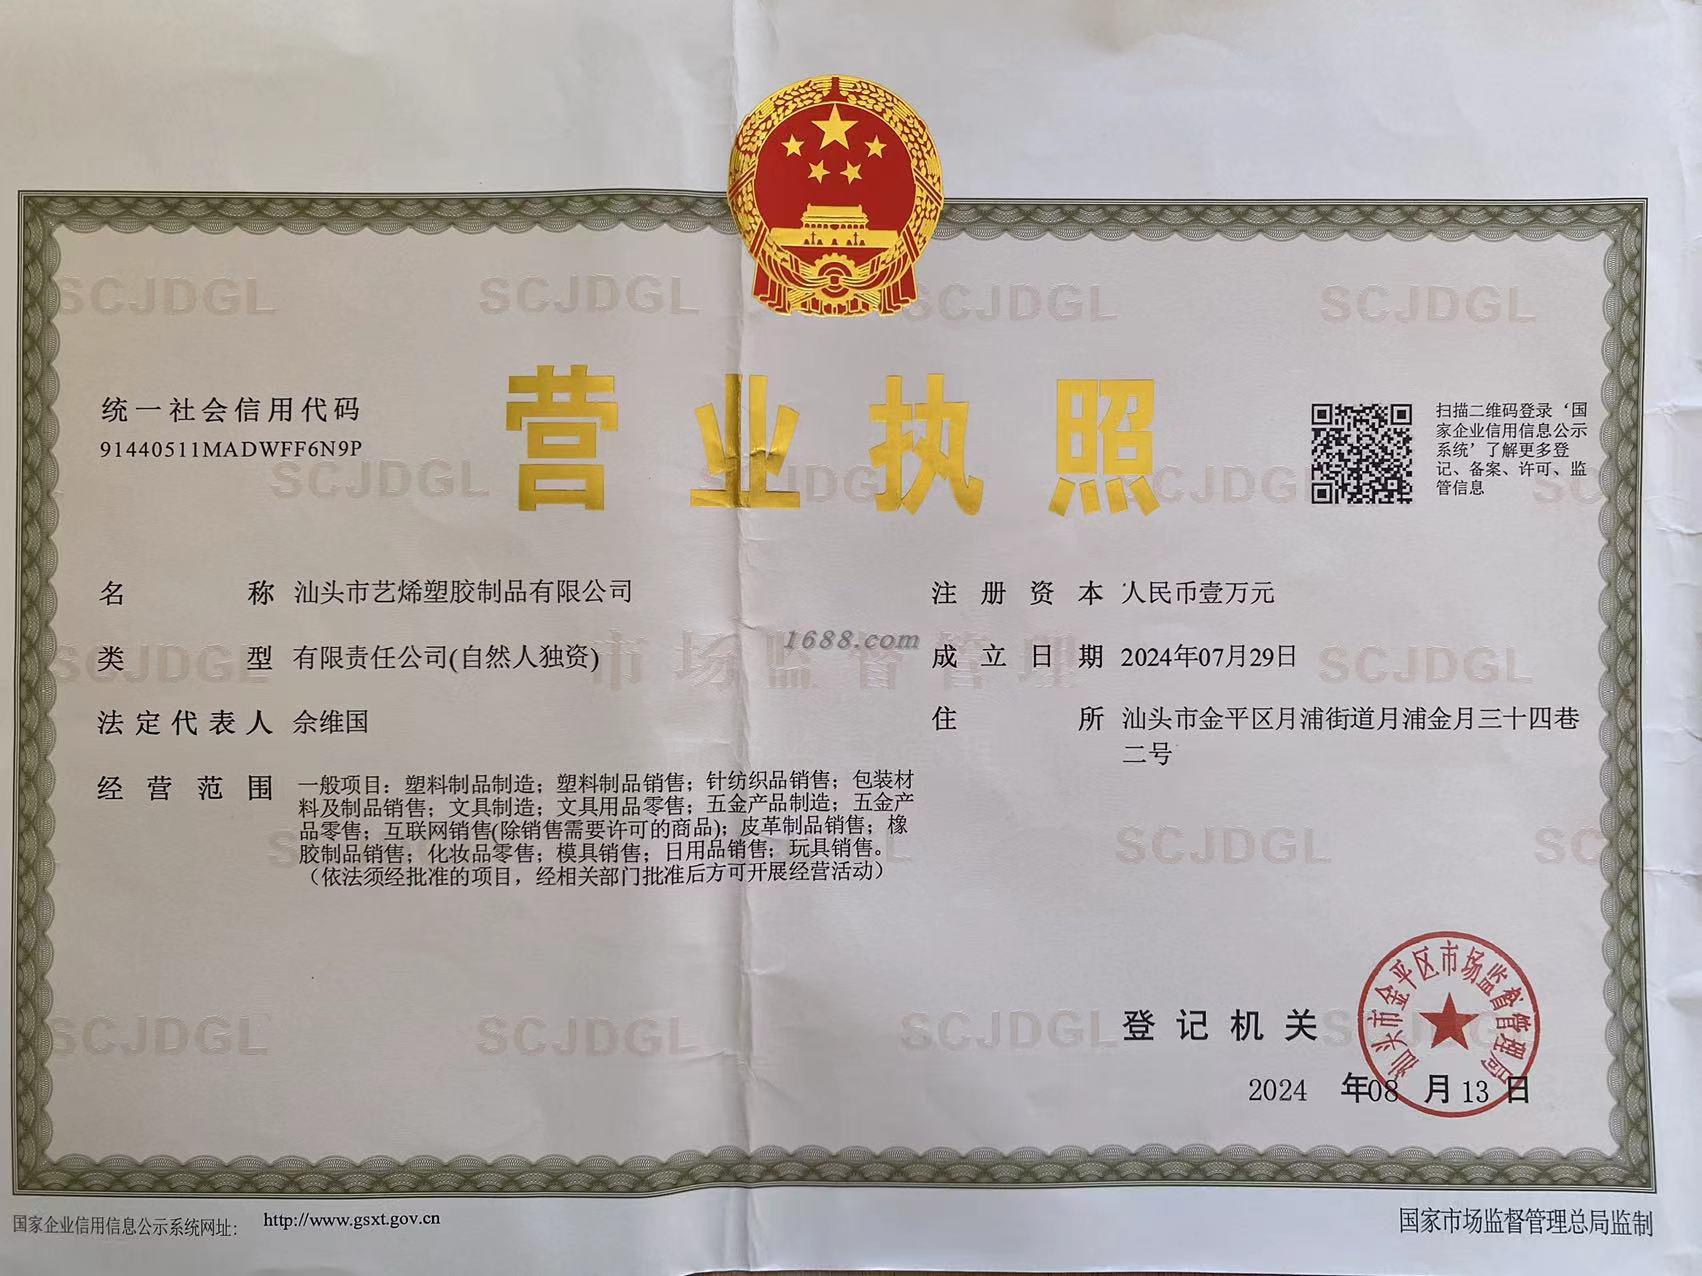 营业执照
统一社会信用代码
91440511MADWFF6N9P
扫描二维码登录‘国
家企业信用信息公示
系统’了解更多登
记、备案、许可、监
管信息
名称 汕头市艺烯塑胶制品有限公司
类型 有限责任公司(自然人独资)
法定代表人 佘维国
经营范围 一般项目：塑料制品制造；塑料制品销售；针纺织品销售；包装材
料及制品销售；文具制造；文具用品零售；五金产品制造；五金产
品零售；互联网销售(除销售需要许可的商品)；皮革制品销售；橡
胶制品销售；化妆品零售；模具销售；日用品销售；玩具销售。
（依法须经批准的项目，经相关部门批准后方可开展经营活动）
注册资本 人民币壹万元
成立日期 2024年07月29日
住所 汕头市金平区月浦街道月浦金月三十四巷
二号
1688.com
市场监督管理
SCJDGL SCJDGL SCJDGL SCJDGL
登记机关
汕头市金平区市场监督管理局
2024 年08 月13 日
国家企业信用信息公示系统网址： http://www.gsxt.gov.cn
国家市场监督管理总局监制